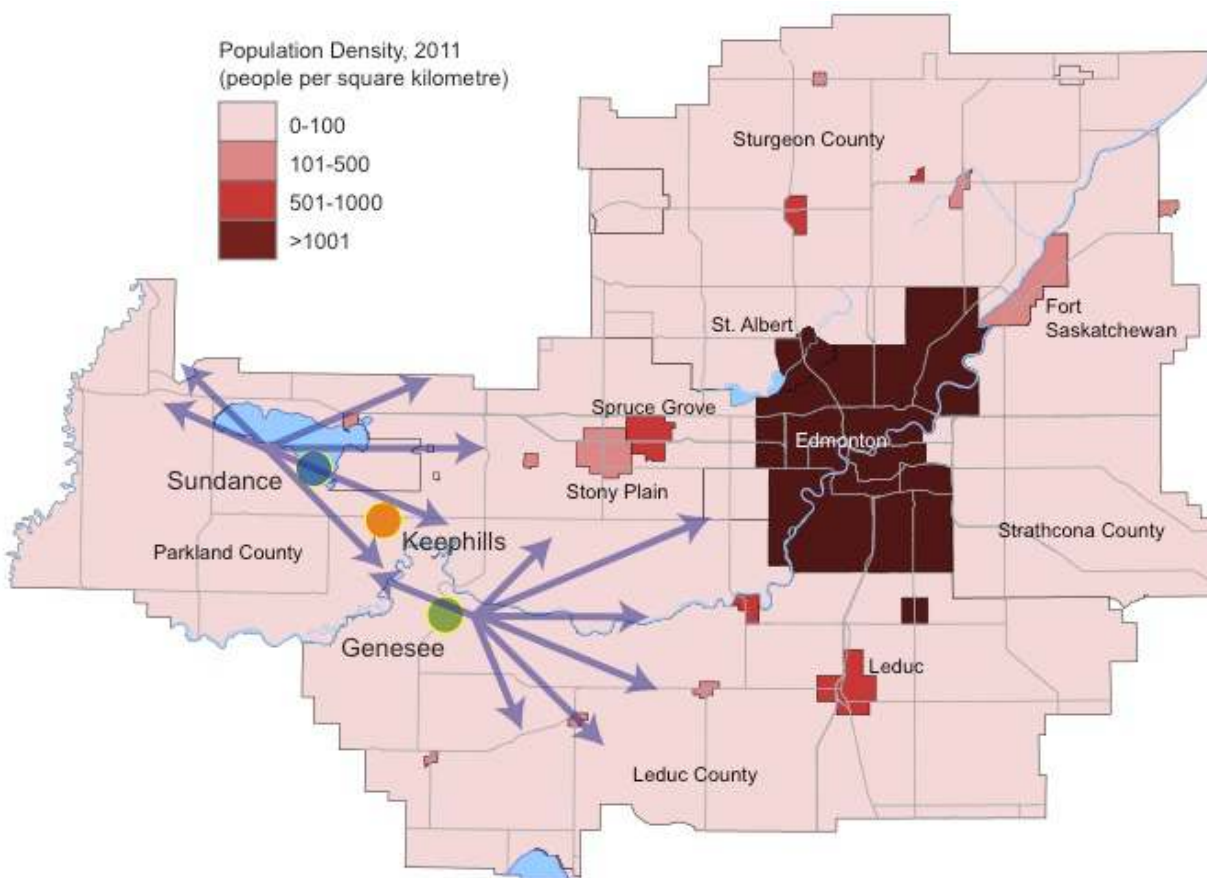 Population Density, 2011
(people per square kilometre)
0-100
101-500
501-1000
>1001
Sturgeon County
St. Albert
Fort
Saskatchewan
Spruce Grove
Edmonton
Sundance
Stony Plain
Keephills
Parkland County
Strathcona County
Genesee
Leduc
Leduc County